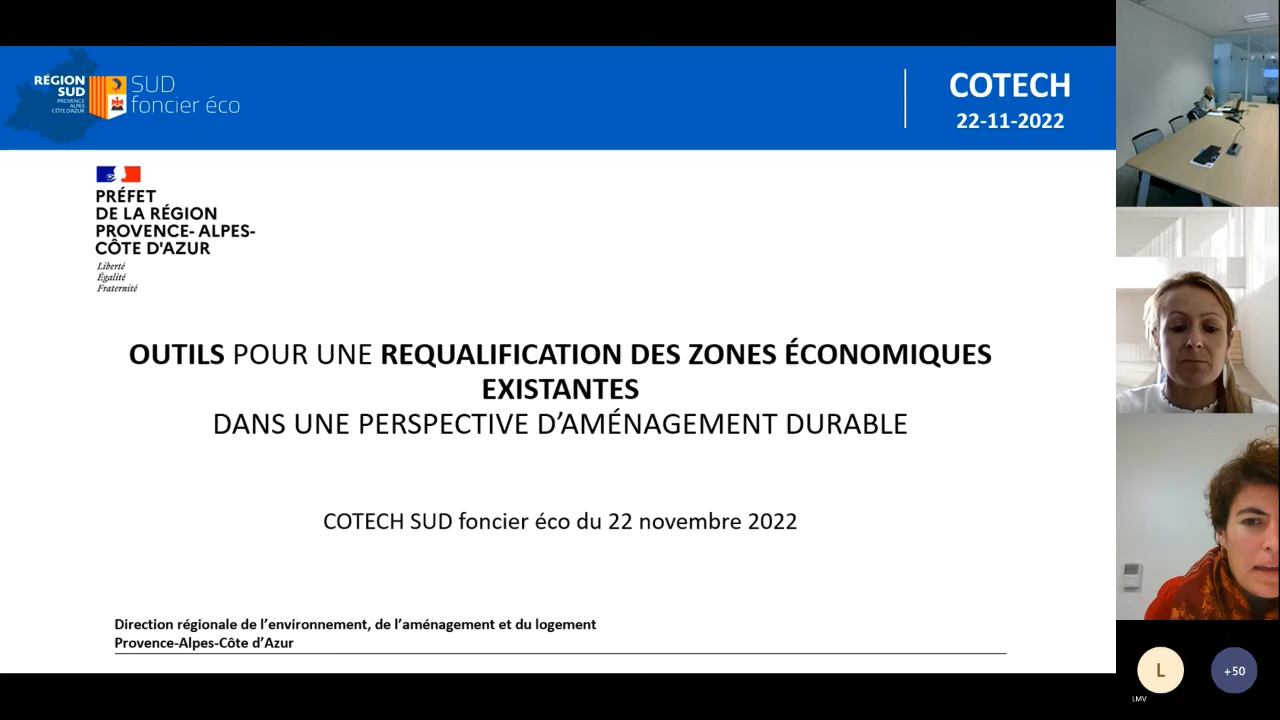 RÉGION
SUD
PROVENCE
ALPES
CÔTE D'AZUR
SUD
foncier éco
COTECH
22-11-2022
PRÉFET
DE LA RÉGION
PROVENCE- ALPES-
CÔTE D'AZUR
Liberté
Égalité
Fraternité
OUTILS POUR UNE REQUALIFICATION DES ZONES ÉCONOMIQUES
EXISTANTES
DANS UNE PERSPECTIVE D’AMÉNAGEMENT DURABLE
COTECH SUD foncier éco du 22 novembre 2022
Direction régionale de l’environnement, de l’aménagement et du logement
Provence-Alpes-Côte d’Azur
L
+50
LMV